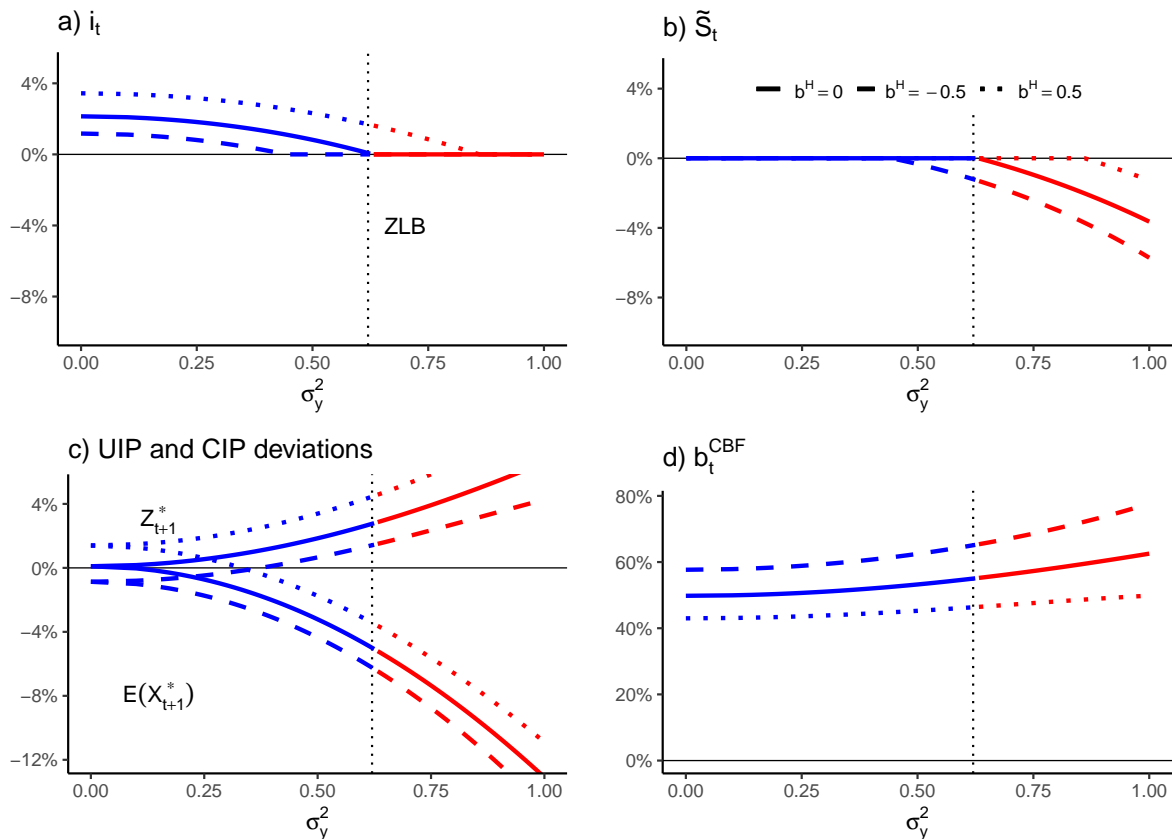 a) i_t
4%
0%
−4%
−8%
ZLB
0.00 0.25 0.50 0.75 1.00
σ_y^2
b) S̃_t
4%
0%
−4%
−8%
b^H = 0 b^H = −0.5 b^H = 0.5
0.00 0.25 0.50 0.75 1.00
σ_y^2
c) UIP and CIP deviations
4%
0%
−4%
−8%
−12%
Z_{t+1}^*
E(X_{t+1}^*)
0.00 0.25 0.50 0.75 1.00
σ_y^2
d) b_t^{CBF}
80%
60%
40%
20%
0%
0.00 0.25 0.50 0.75 1.00
σ_y^2